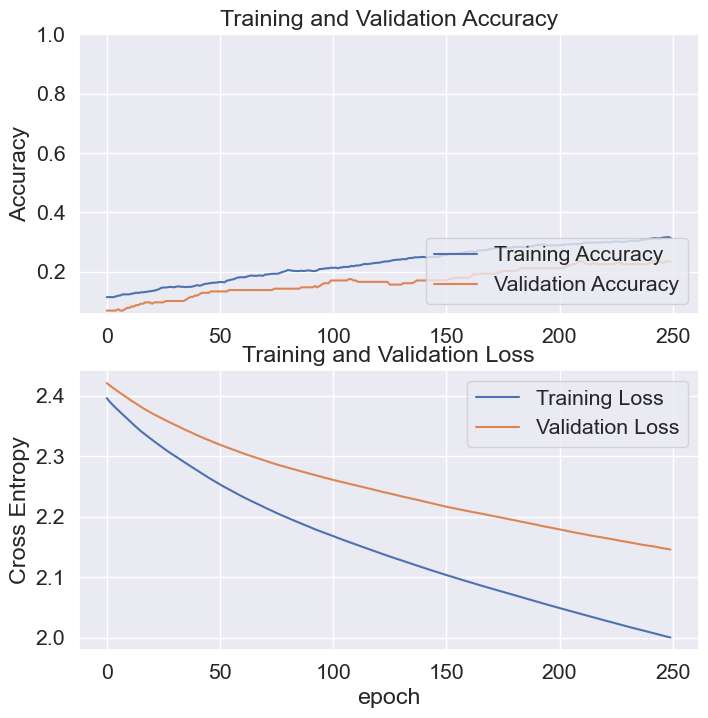 Training and Validation Accuracy
1.0
0.8
0.6
0.4
0.2
Accuracy
Training Accuracy
Validation Accuracy
0 50 100 150 200 250
Training and Validation Loss
2.4
2.3
2.2
2.1
2.0
Cross Entropy
Training Loss
Validation Loss
0 50 100 150 200 250
epoch